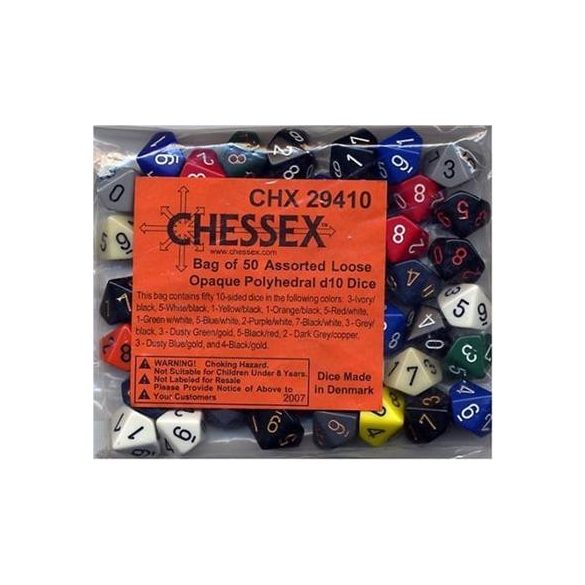 CHX 29410
CHESSEX™
www.chessex.com
Bag of 50 Assorted Loose
Opaque Polyhedral d10 Dice
This bag contains fifty 10-sided dice in the following colors: 3-Ivory/
black, 5-White/black, 1-Yellow/black, 1-Orange/black, 5-Red/white,
1-Green w/white, 5-Blue/white, 2-Purple/white, 7-Black/white, 3 - Grey/
black, 3 - Dusty Green/gold, 5-Black/red, 2 - Dark Grey/copper,
3 - Dusty Blue/gold, and 4-Black/gold.
WARNING! Choking Hazard.
Not Suitable for Children Under 8 Years.
Not Labeled for Resale
Please Provide Notice of Above to
Your Customers
2007
Dice Made
in Denmark